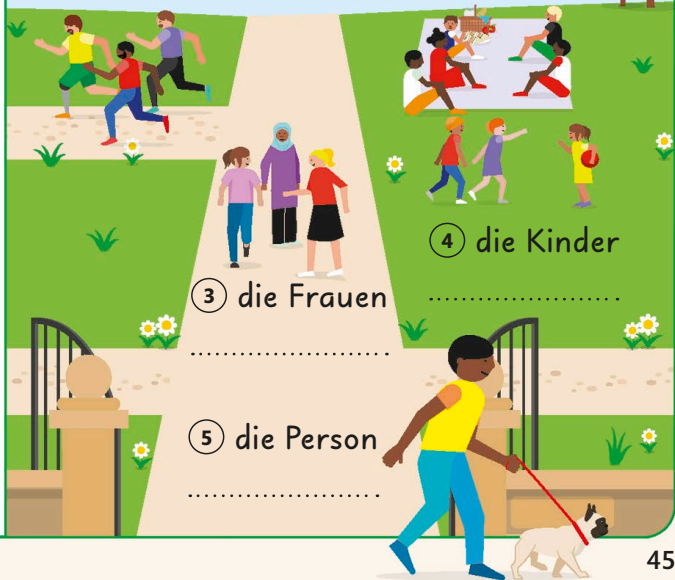 4 die Kinder
....................
3 die Frauen
....................
5 die Person
....................
45